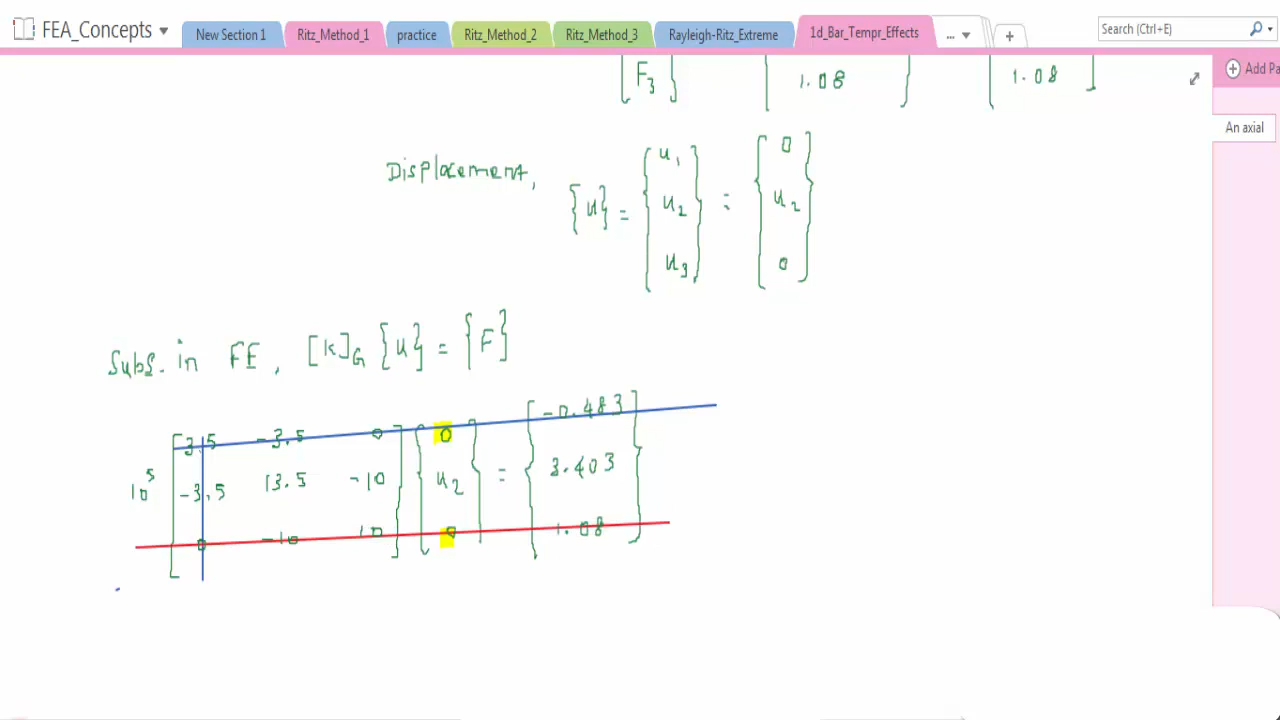 FEA_Concepts
New Section 1 Ritz_Method_1 practice Ritz_Method_2 Ritz_Method_3 Rayleigh-Ritz_Extreme 1d_Bar_Tempr_Effects ... +
Search (Ctrl+E)
Add Pa
An axial
F3 1.08 1.08
Displacement, {u} = {u1 u2 u3} = {0 u2 0}
Subs. in FE, [K]G {u} = {F}
3.5 -3.5 0 0 -0.483
10^5 -3.5 13.5 -10 u2 = 3.403
0 -10 10 0 1.08